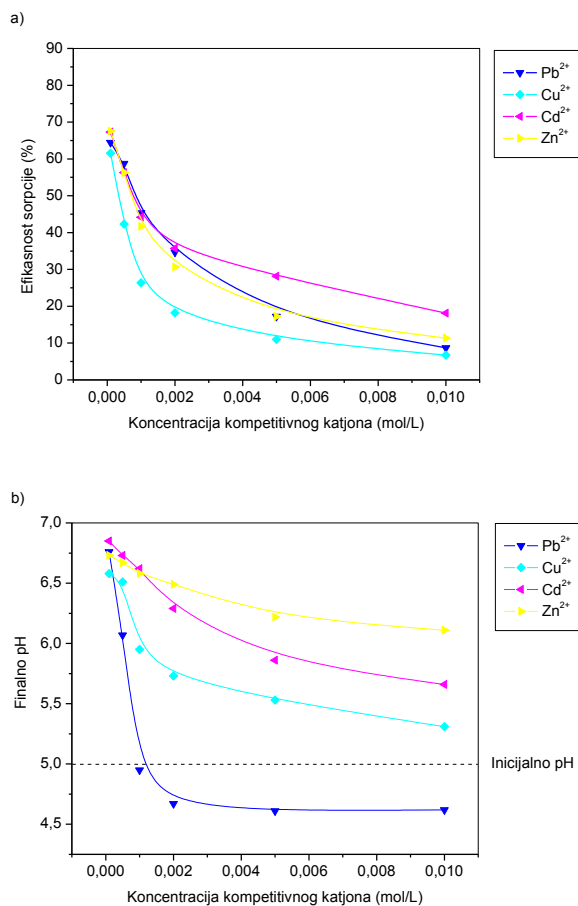 a)
90
80
70
60
50
40
30
20
10
0
Efikasnost sorpcije (%)
0,000 0,002 0,004 0,006 0,008 0,010
Koncentracija kompetitivnog katjona (mol/L)
Pb²⁺
Cu²⁺
Cd²⁺
Zn²⁺
b)
7,0
6,5
6,0
5,5
5,0
4,5
Finalno pH
Inicijalno pH
0,000 0,002 0,004 0,006 0,008 0,010
Koncentracija kompetitivnog katjona (mol/L)
Pb²⁺
Cu²⁺
Cd²⁺
Zn²⁺